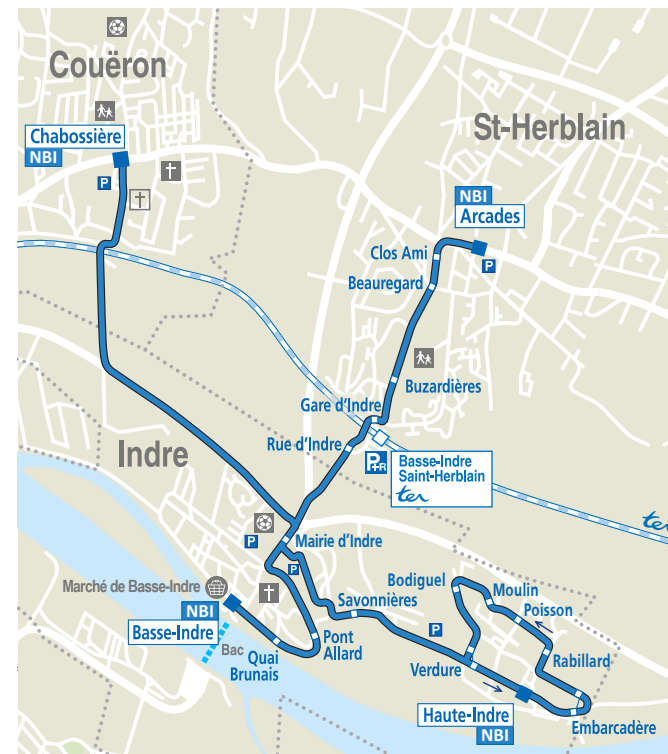 Couëron
St-Herblain
Chabossière
NBI
P
NBI
Arcades
P
Clos Ami
Beauregard
Buzardières
Gare d'Indre
Rue d'Indre
P+R
Basse-Indre
Saint-Herblain
ter
ter
Indre
P
Mairie d'Indre
P
Marché de Basse-Indre
NBI
Basse-Indre
Bac
Quai
Brunais
Pont
Allard
Savonnières
P
Bodiguel
Moulin
Poisson
Rabillard
Verdure
Haute-Indre
NBI
Embarcadère